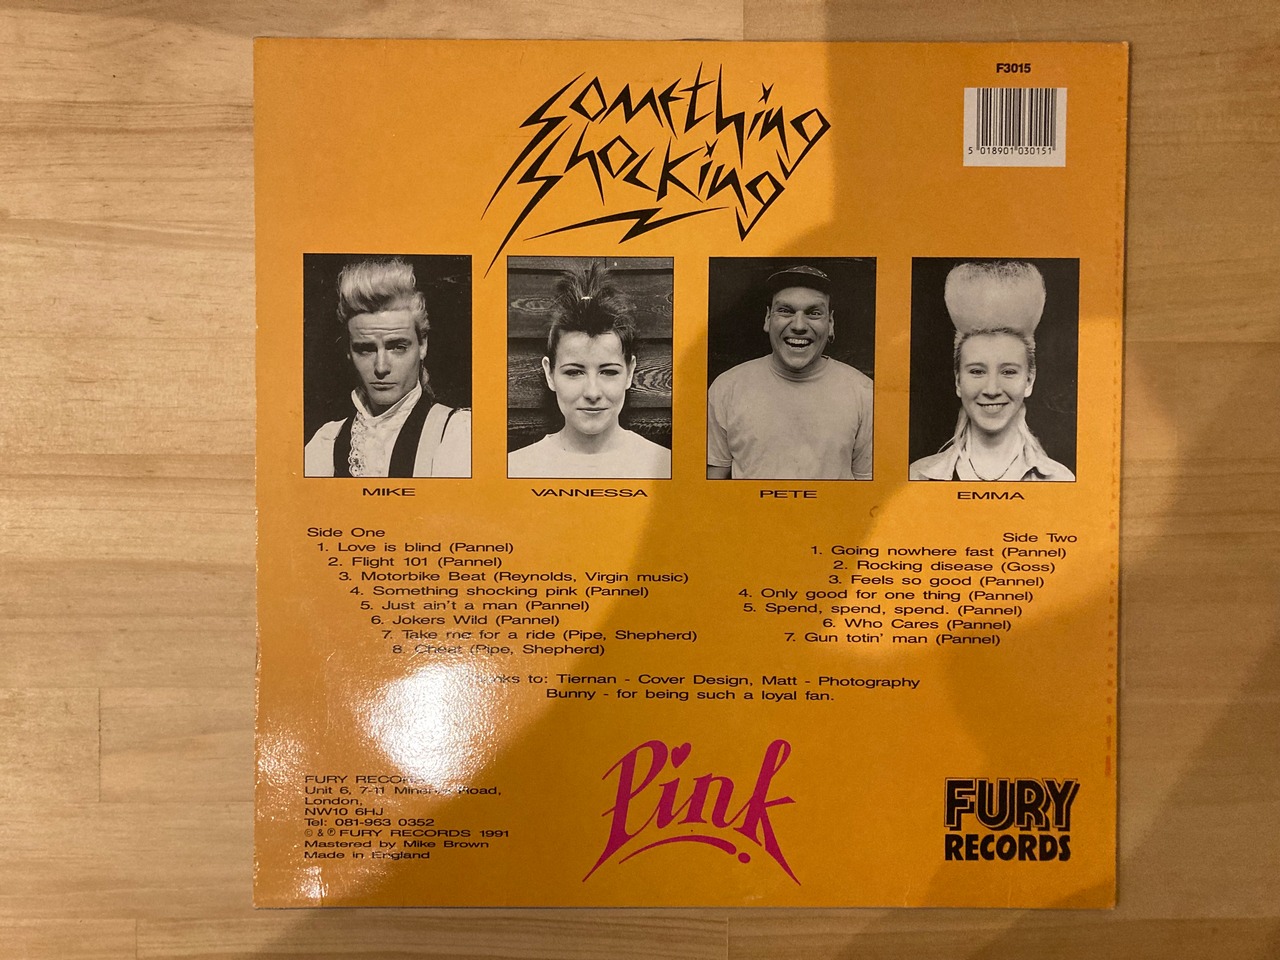 F3015
5 018901 030151
Something
Shocking
MIKE
VANNESSA
PETE
EMMA
Side One
1. Love is blind (Pannel)
2. Flight 101 (Pannel)
3. Motorbike Beat (Reynolds, Virgin music)
4. Something shocking pink (Pannel)
5. Just ain't a man (Pannel)
6. Jokers Wild (Pannel)
7. Take me for a ride (Pipe, Shepherd)
8. Cheat (Pipe, Shepherd)
Side Two
1. Going nowhere fast (Pannel)
2. Rocking disease (Goss)
3. Feels so good (Pannel)
4. Only good for one thing (Pannel)
5. Spend, spend, spend. (Pannel)
6. Who Cares (Pannel)
7. Gun totin' man (Pannel)
to: Tiernan - Cover Design, Matt - Photography
Bunny - for being such a loyal fan.
Pink
FURY
Unit 6, 7-11 Road,
London,
NW10 6HJ
Tel: 081-963 0352
© & ℗ FURY RECORDS 1991
Mastered by Mike Brown
Made in England
FURY
RECORDS